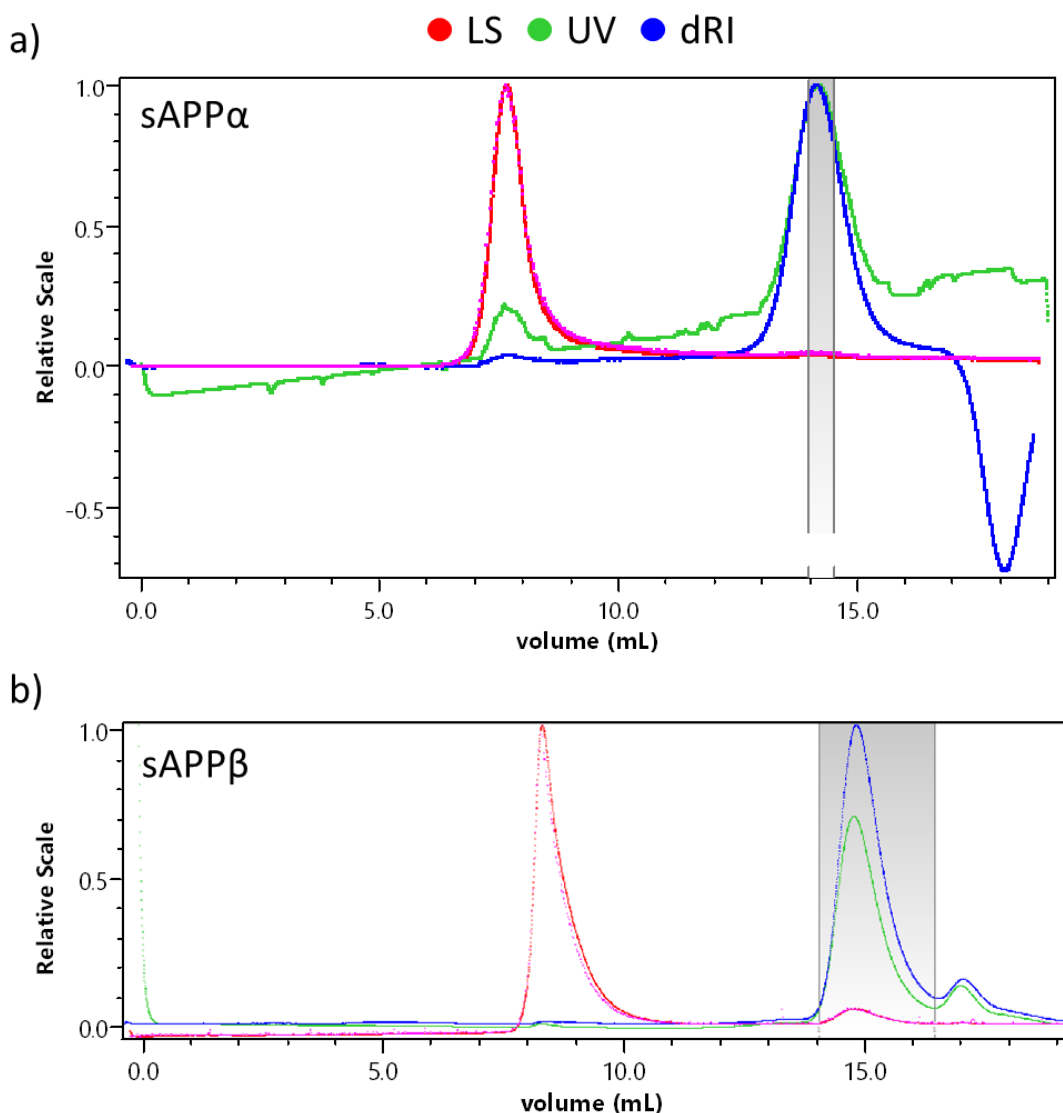 a)
LS UV dRI
sAPPα
Relative Scale
1.0
0.5
0.0
-0.5
0.0 5.0 10.0 15.0
volume (mL)
b)
sAPPβ
Relative Scale
1.0
0.5
0.0
0.0 5.0 10.0 15.0
volume (mL)